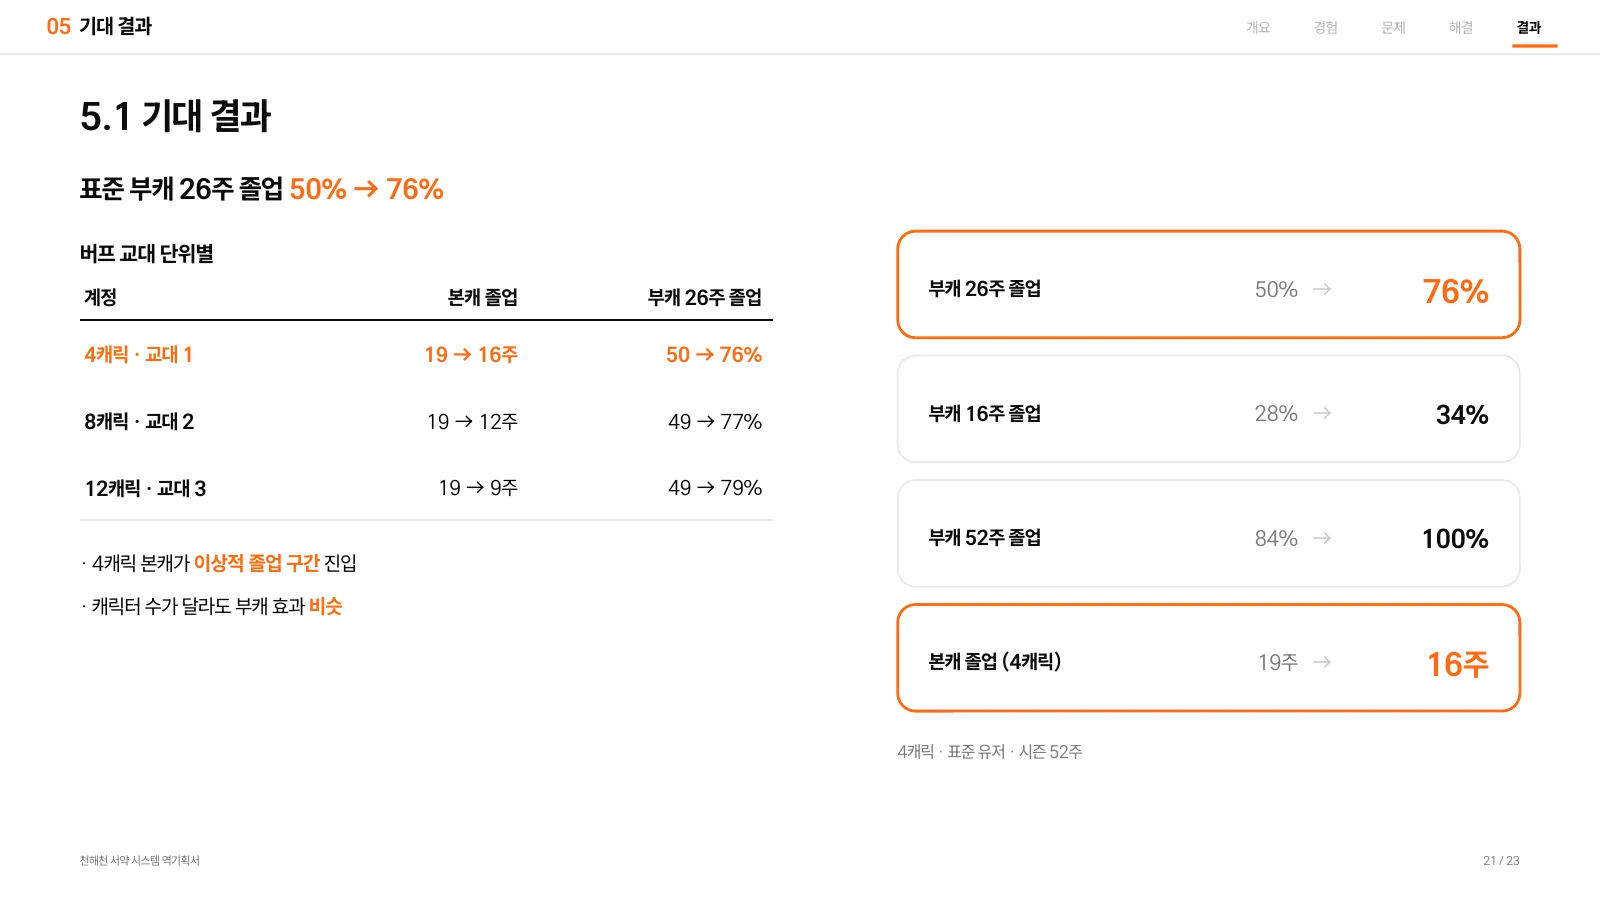 05 기대 결과
개요 경험 문제 해결 결과
5.1 기대 결과
표준 부캐 26주 졸업 50% → 76%
버프 교대 단위별
계정 본캐 졸업 부캐 26주 졸업
4캐릭 · 교대 1 19 → 16주 50 → 76%
8캐릭 · 교대 2 19 → 12주 49 → 77%
12캐릭 · 교대 3 19 → 9주 49 → 79%
· 4캐릭 본캐가 이상적 졸업 구간 진입
· 캐릭터 수가 달라도 부캐 효과 비슷
부캐 26주 졸업 50% → 76%
부캐 16주 졸업 28% → 34%
부캐 52주 졸업 84% → 100%
본캐 졸업 (4캐릭) 19주 → 16주
4캐릭 · 표준 유저 · 시즌 52주
천해천 서약 시스템 역기획서
21 / 23